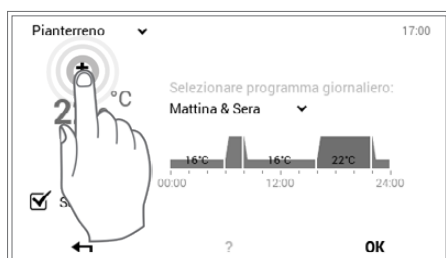 Pianterreno
17:00
+
°C
Selezionare programma giornaliero:
Mattina & Sera
16°C 16°C 22°C
00:00 12:00 24:00
? OK